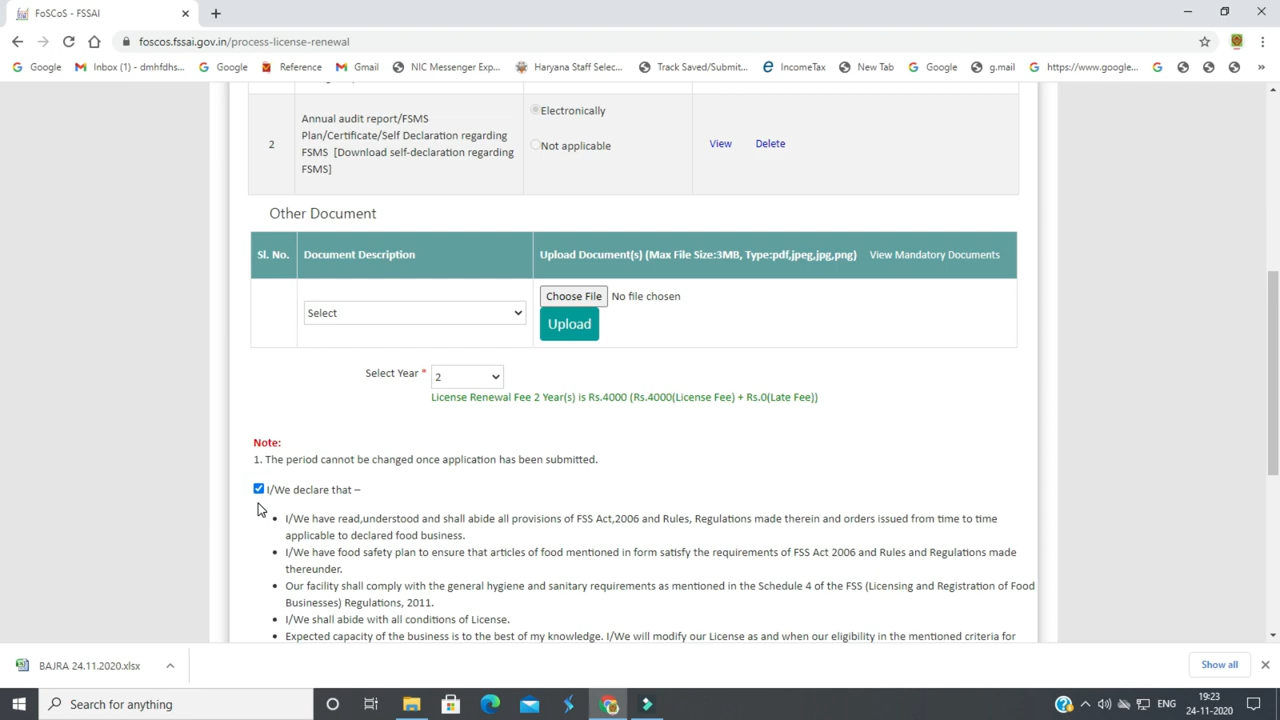 FoSCoS - FSSAI
foscos.fssai.gov.in/process-license-renewal
Google Inbox (1) - dmhfdhs... Google Reference Gmail NIC Messenger Exp... Haryana Staff Selec... Track Saved/Submit... IncomeTax New Tab Google g.mail https://www.google... »
2
Annual audit report/FSMS
Plan/Certificate/Self Declaration regarding
FSMS [Download self-declaration regarding
FSMS]
Electronically
Not applicable
View Delete
Other Document
Sl. No. Document Description Upload Document(s) (Max File Size:3MB, Type:pdf,jpeg,jpg,png) View Mandatory Documents
Select
Choose File No file chosen
Upload
Select Year * 2
License Renewal Fee 2 Year(s) is Rs.4000 (Rs.4000(License Fee) + Rs.0(Late Fee))
Note:
1. The period cannot be changed once application has been submitted.
I/We declare that –
• I/We have read,understood and shall abide all provisions of FSS Act,2006 and Rules, Regulations made therein and orders issued from time to time
applicable to declared food business.
• I/We have food safety plan to ensure that articles of food mentioned in form satisfy the requirements of FSS Act 2006 and Rules and Regulations made
thereunder.
• Our facility shall comply with the general hygiene and sanitary requirements as mentioned in the Schedule 4 of the FSS (Licensing and Registration of Food
Businesses) Regulations, 2011.
• I/We shall abide with all conditions of License.
• Expected capacity of the business is to the best of my knowledge. I/We will modify our License as and when our eligibility in the mentioned criteria for
BAJRA 24.11.2020.xlsx
Show all
Search for anything
ENG
19:23
24-11-2020